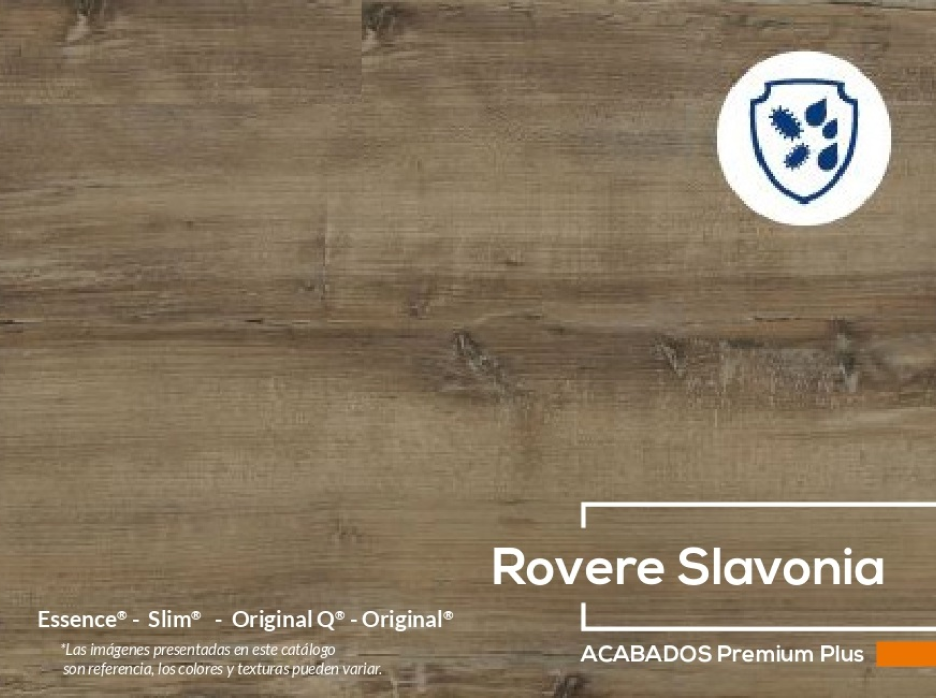 Rovere Slavonia
Essence® - Slim® - Original Q® - Original®
*Las imágenes presentadas en este catálogo
son referencia, los colores y texturas pueden variar.
ACABADOS Premium Plus